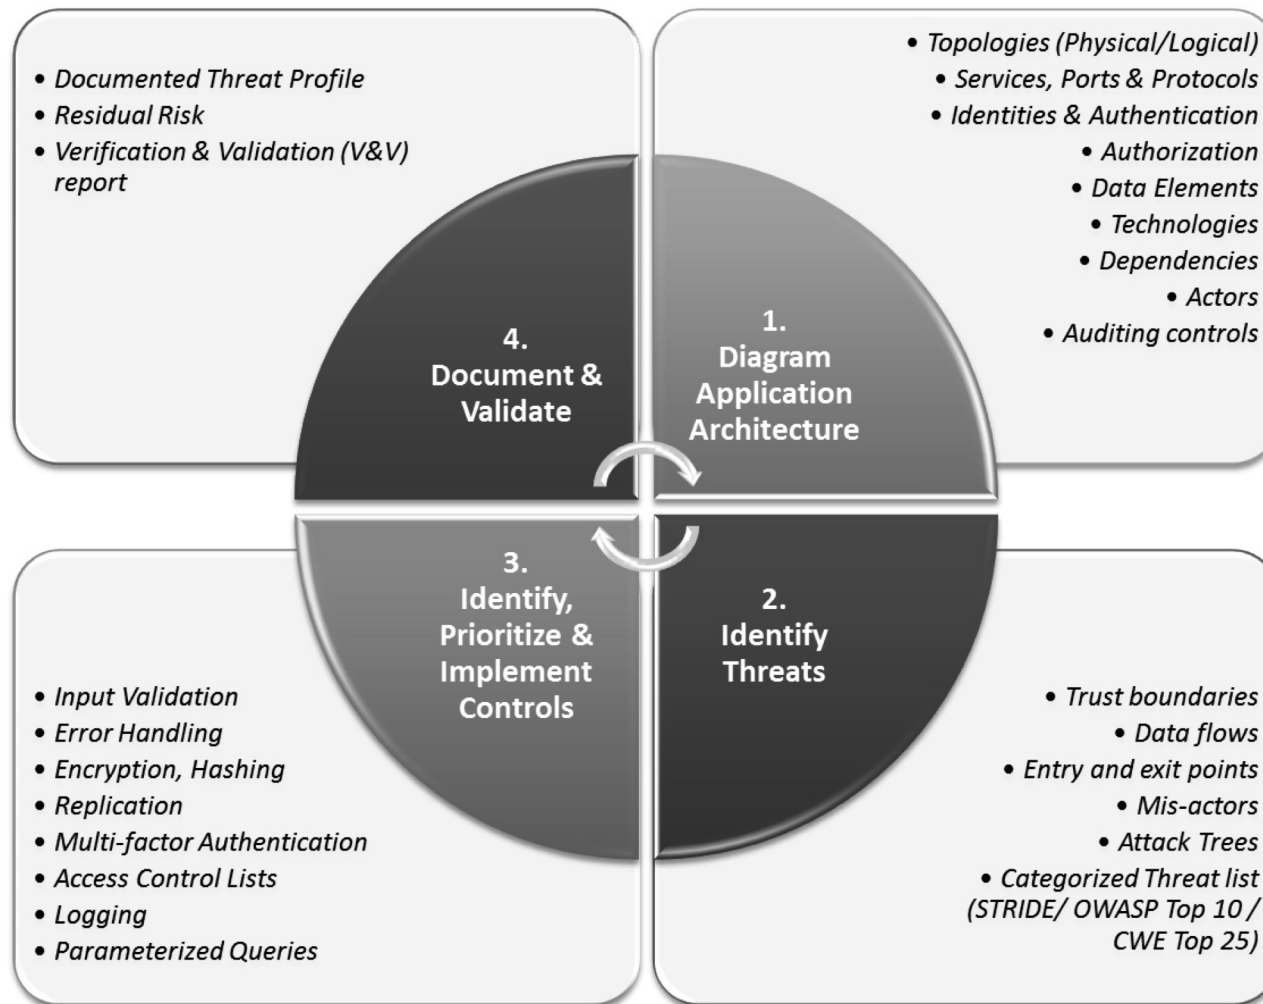 • Documented Threat Profile
• Residual Risk
• Verification & Validation (V&V)
report
• Topologies (Physical/Logical)
• Services, Ports & Protocols
• Identities & Authentication
• Authorization
• Data Elements
• Technologies
• Dependencies
• Actors
• Auditing controls
4.
Document &
Validate
1.
Diagram
Application
Architecture
3.
Identify,
Prioritize &
Implement
Controls
2.
Identify
Threats
• Input Validation
• Error Handling
• Encryption, Hashing
• Replication
• Multi-factor Authentication
• Access Control Lists
• Logging
• Parameterized Queries
• Trust boundaries
• Data flows
• Entry and exit points
• Mis-actors
• Attack Trees
• Categorized Threat list
(STRIDE/ OWASP Top 10 /
CWE Top 25)